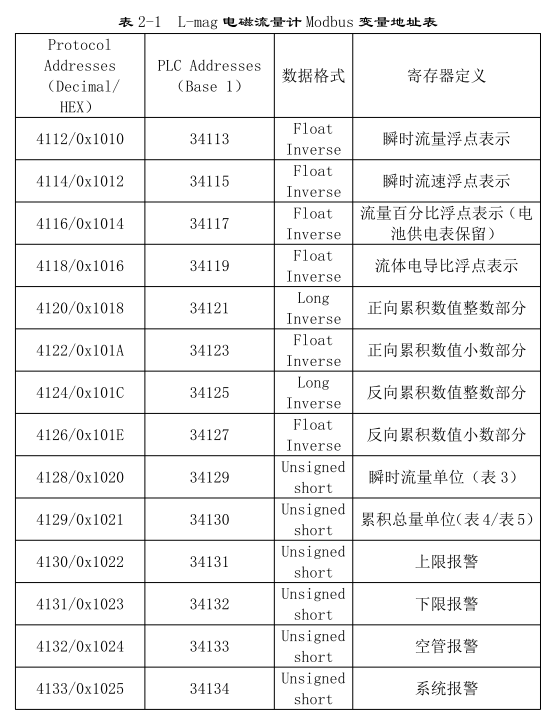 表 2-1 L-mag 电磁流量计 Modbus 变量地址表
Protocol
Addresses
（Decimal/
HEX）
PLC Addresses
（Base 1）
数据格式
寄存器定义
4112/0x1010
34113
Float
Inverse
瞬时流量浮点表示
4114/0x1012
34115
Float
Inverse
瞬时流速浮点表示
4116/0x1014
34117
Float
Inverse
流量百分比浮点表示（电
池供电表保留）
4118/0x1016
34119
Float
Inverse
流体电导比浮点表示
4120/0x1018
34121
Long
Inverse
正向累积数值整数部分
4122/0x101A
34123
Float
Inverse
正向累积数值小数部分
4124/0x101C
34125
Long
Inverse
反向累积数值整数部分
4126/0x101E
34127
Float
Inverse
反向累积数值小数部分
4128/0x1020
34129
Unsigned
short
瞬时流量单位（表 3）
4129/0x1021
34130
Unsigned
short
累积总量单位(表 4/表 5)
4130/0x1022
34131
Unsigned
short
上限报警
4131/0x1023
34132
Unsigned
short
下限报警
4132/0x1024
34133
Unsigned
short
空管报警
4133/0x1025
34134
Unsigned
short
系统报警